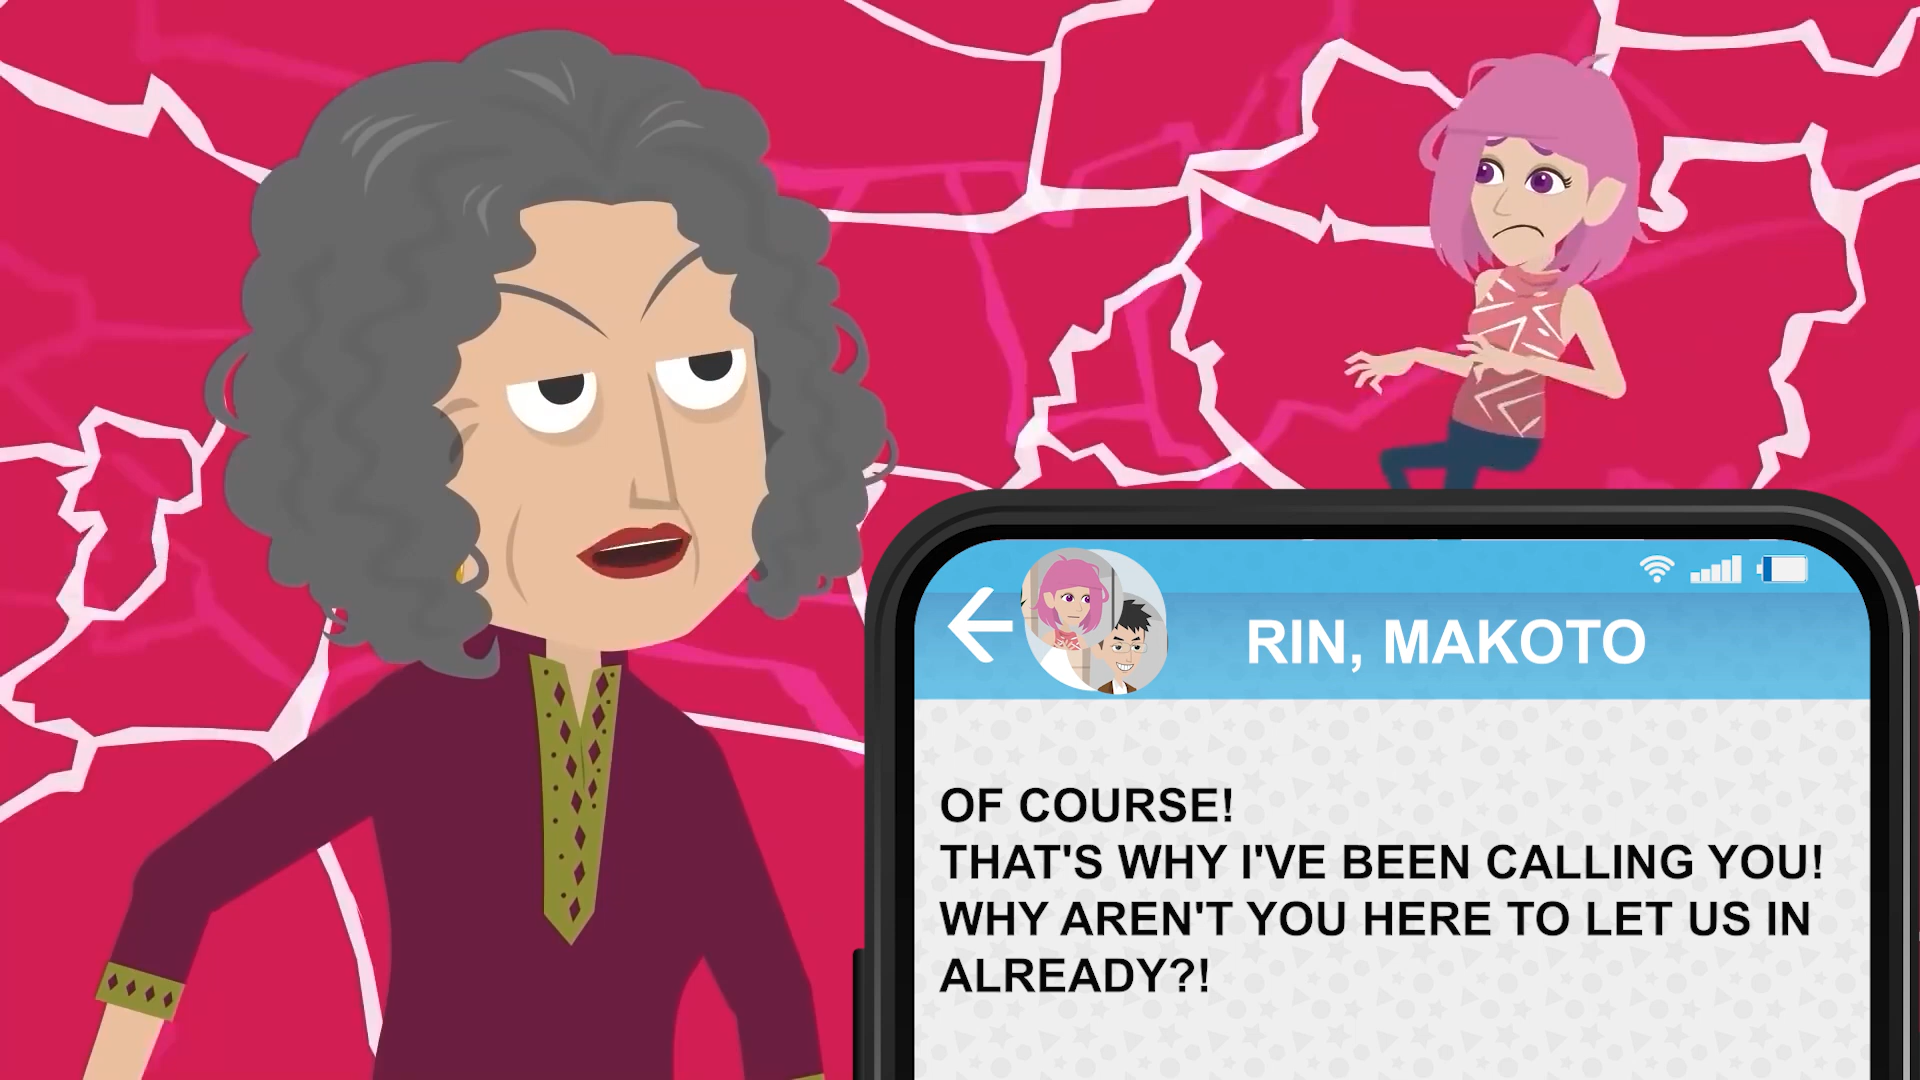 RIN, MAKOTO
OF COURSE!
THAT'S WHY I'VE BEEN CALLING YOU!
WHY AREN'T YOU HERE TO LET US IN
ALREADY?!